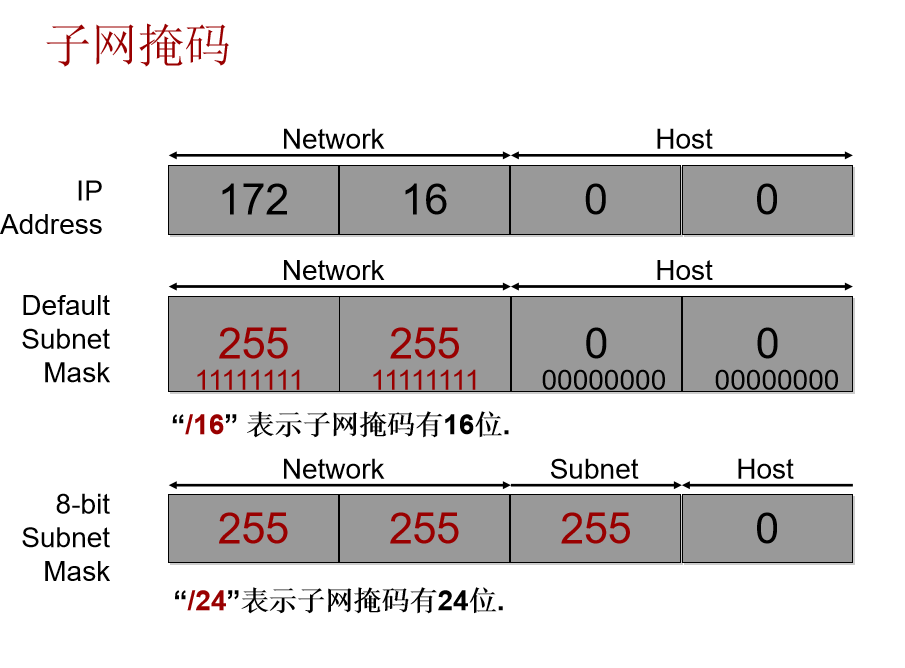 子网掩码
Network Host
IP
Address
172 16 0 0
Network Host
Default
Subnet
Mask
255 255 0 0
11111111 11111111 00000000 00000000
“/16” 表示子网掩码有16位.
Network Subnet Host
8-bit
Subnet
Mask
255 255 255 0
“/24”表示子网掩码有24位.